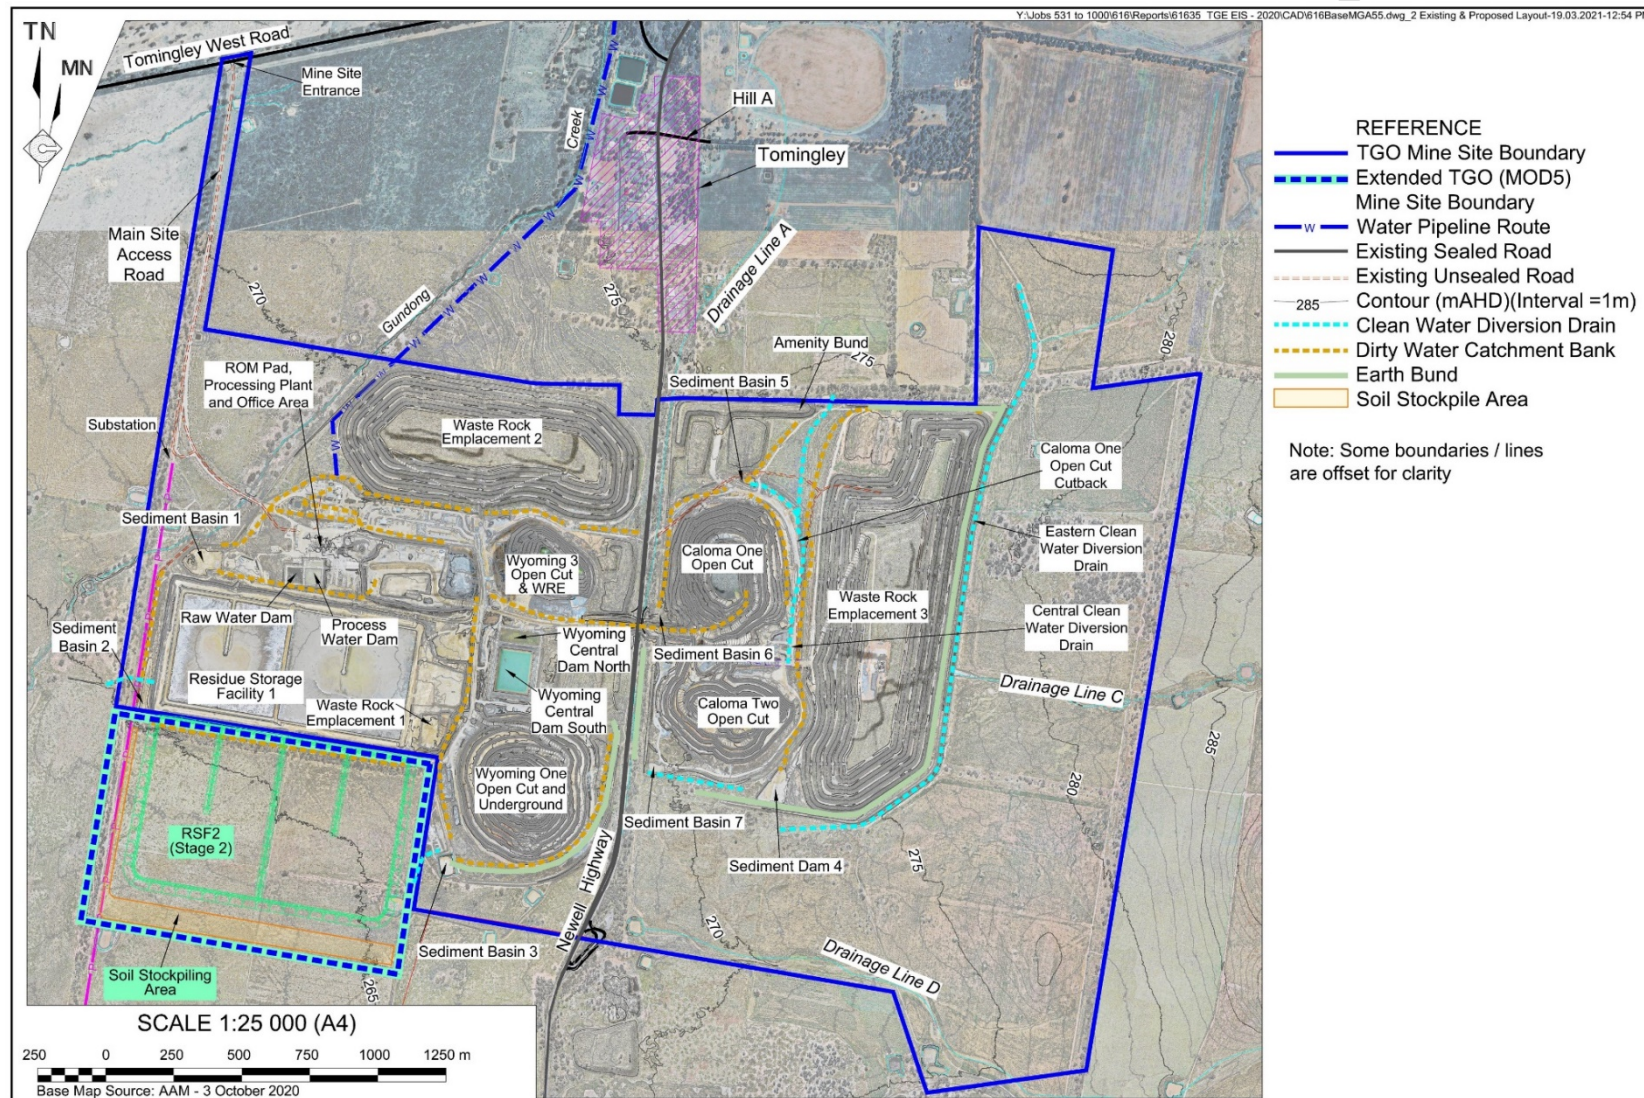 Y:\Jobs 531 to 1000\616\Reports\61635_TGE EIS - 2020\CAD\616BaseMGA55.dwg_2 Existing & Proposed Layout-19.03.2021-12:54 PM
TN
MN
Tomingley West Road
Mine Site
Entrance
Creek
Hill A
Tomingley
Main Site
Access
Road
270
Gundong
275
Drainage Line A
280
Amenity Bund
275
ROM Pad,
Processing Plant
and Office Area
Sediment Basin 5
Substation
Waste Rock
Emplacement 2
Caloma One
Open Cut
Cutback
Sediment Basin 1
Wyoming 3
Open Cut
& WRE
Caloma One
Open Cut
Eastern Clean
Water Diversion
Drain
Waste Rock
Emplacement 3
Raw Water Dam
Process
Water Dam
Central Clean
Water Diversion
Drain
Sediment
Basin 2
Wyoming
Central
Dam North
Sediment Basin 6
Residue Storage
Facility 1
Waste Rock
Emplacement 1
Wyoming
Central
Dam South
Caloma Two
Open Cut
Drainage Line C
285
280
Wyoming One
Open Cut and
Underground
RSF2
(Stage 2)
Sediment Basin 7
Sediment Dam 4
275
Newell Highway
270
Sediment Basin 3
Drainage Line D
Soil Stockpiling
Area
265
W
W
W
W
W
W
W
W
W
W
P
P
P
P
P
SCALE 1:25 000 (A4)
250 0 250 500 750 1000 1250 m
Base Map Source: AAM - 3 October 2020
REFERENCE
TGO Mine Site Boundary
Extended TGO (MOD5)
Mine Site Boundary
W Water Pipeline Route
Existing Sealed Road
Existing Unsealed Road
285 Contour (mAHD)(Interval =1m)
Clean Water Diversion Drain
Dirty Water Catchment Bank
Earth Bund
Soil Stockpile Area
Note: Some boundaries / lines
are offset for clarity